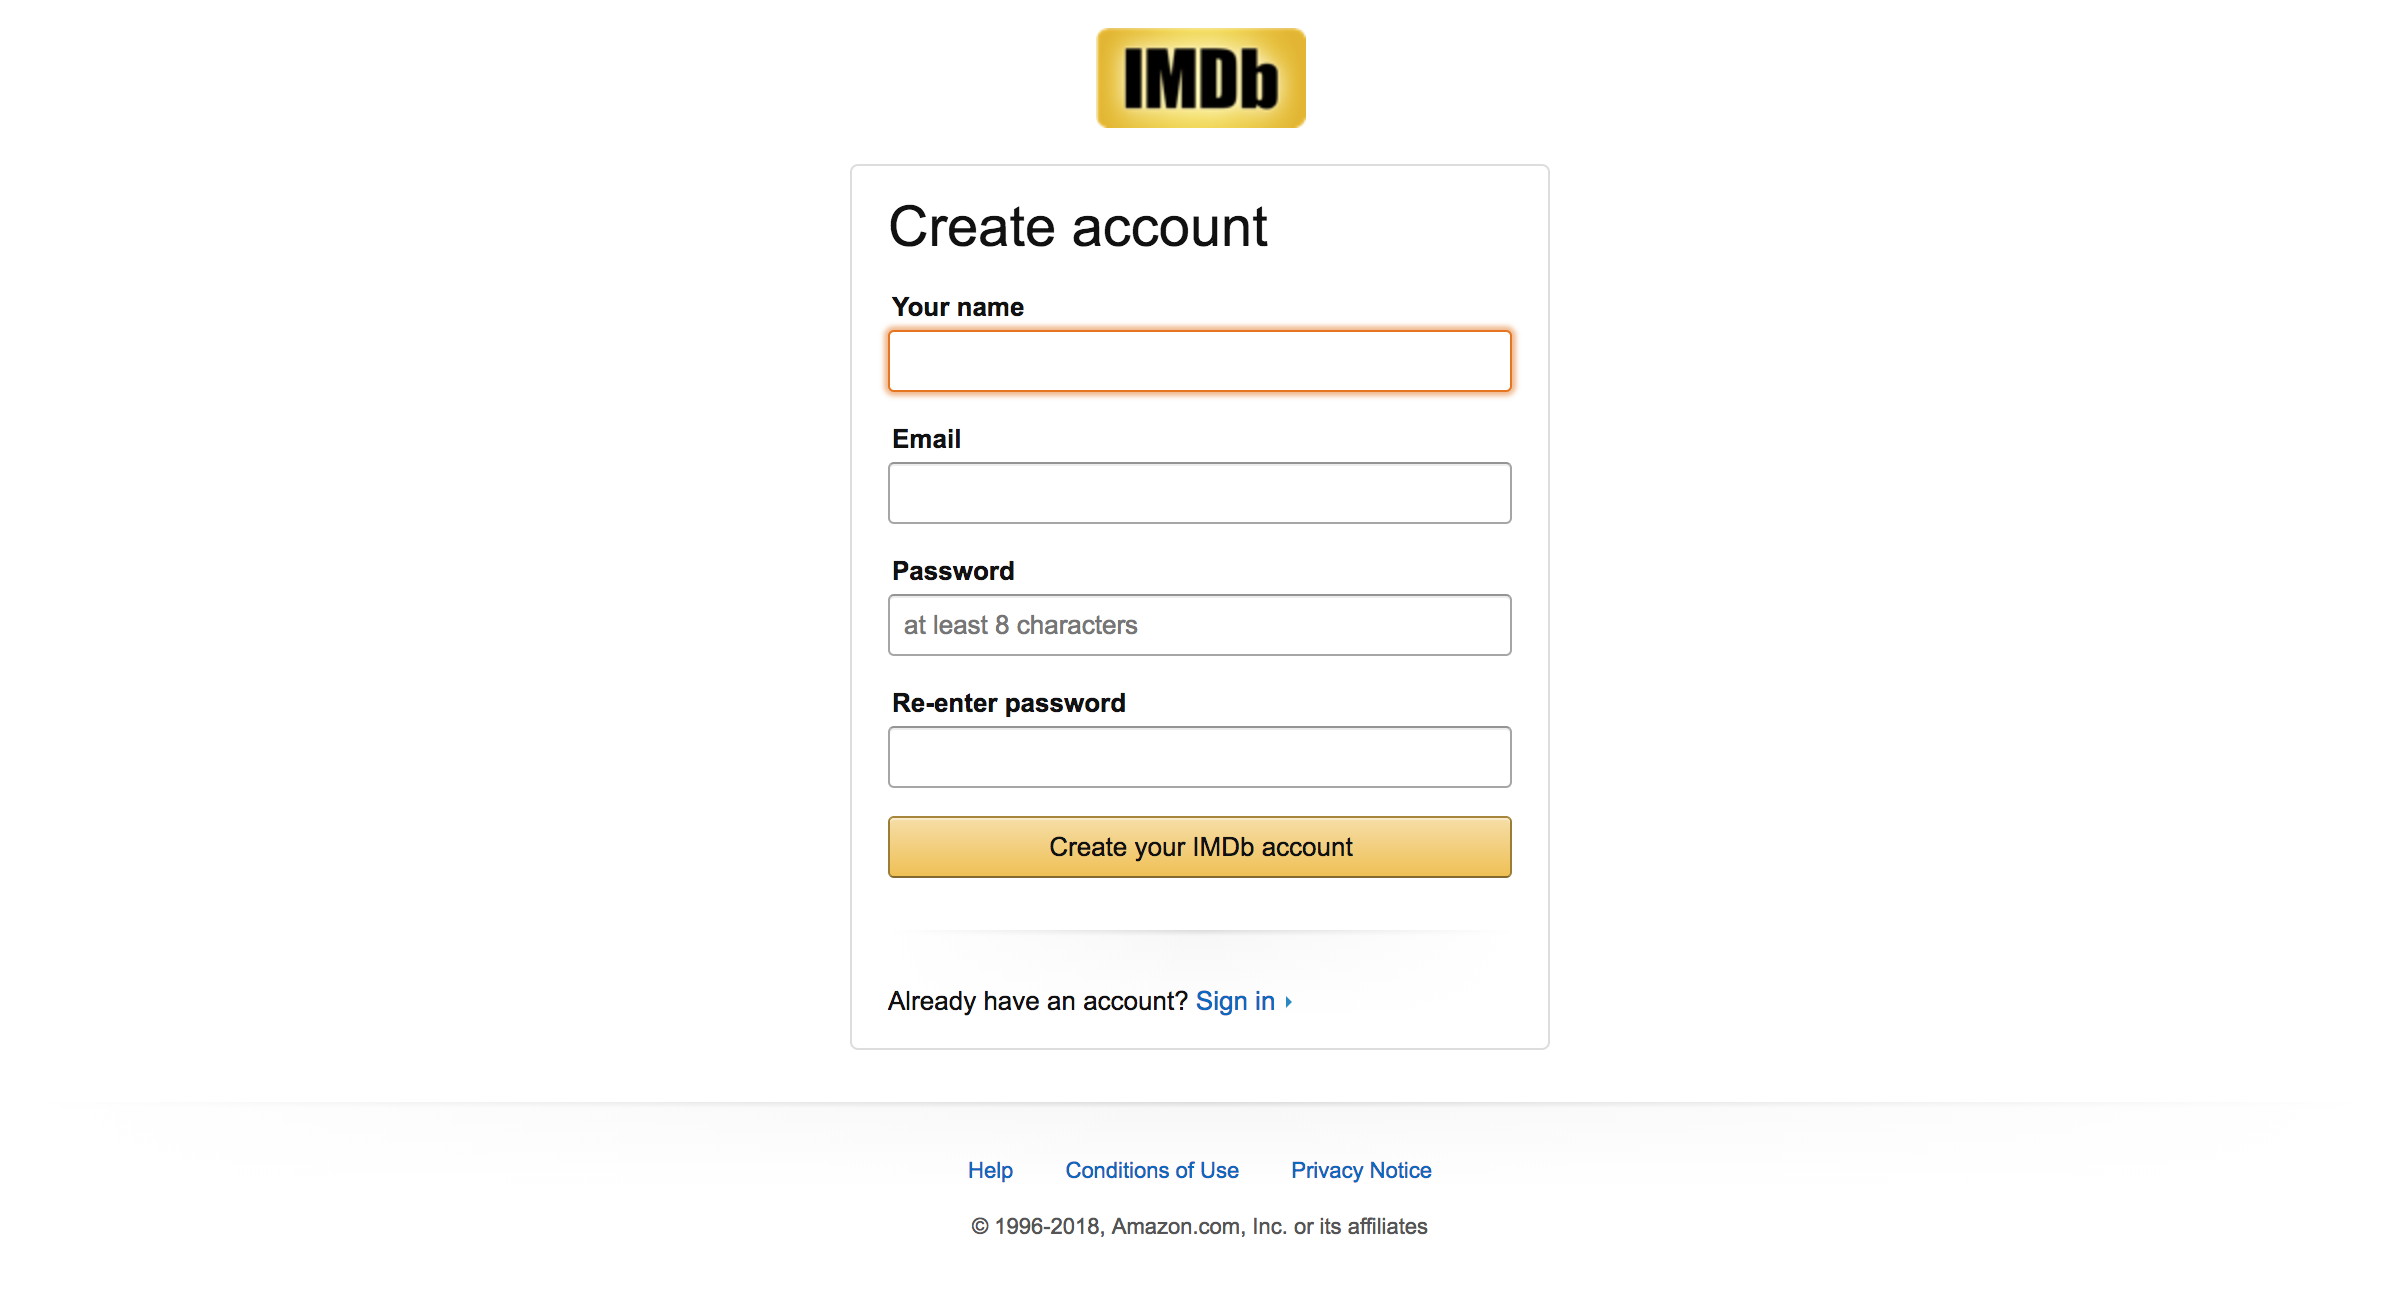 IMDb
Create account
Your name
Email
Password
at least 8 characters
Re-enter password
Create your IMDb account
Already have an account? Sign in
Help Conditions of Use Privacy Notice
© 1996-2018, Amazon.com, Inc. or its affiliates